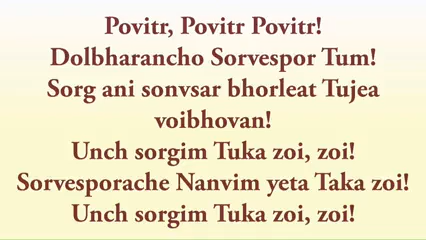 Povitr, Povitr Povitr!
Dolbharancho Sorvespor Tum!
Sorg ani sonvsar bhorleat Tujea
voibhovan!
Unch sorgim Tuka zoi, zoi!
Sorvesporache Nanvim yeta Taka zoi!
Unch sorgim Tuka zoi, zoi!